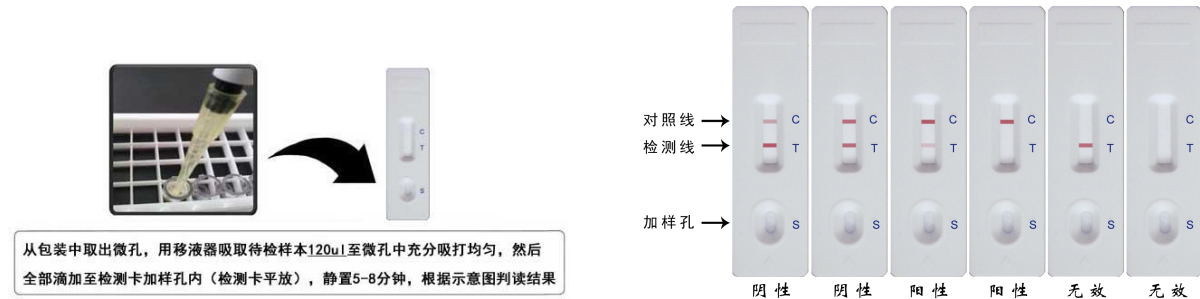 C
T
S
从包装中取出微孔，用移液器吸取待检样本120ul至微孔中充分吸打均匀，然后
全部滴加至检测卡加样孔内（检测卡平放），静置5-8分钟，根据示意图判读结果
对照线 C C C C C C
检测线 T T T T T T
加样孔 S S S S S S
阴性 阴性 阳性 阳性 无效 无效